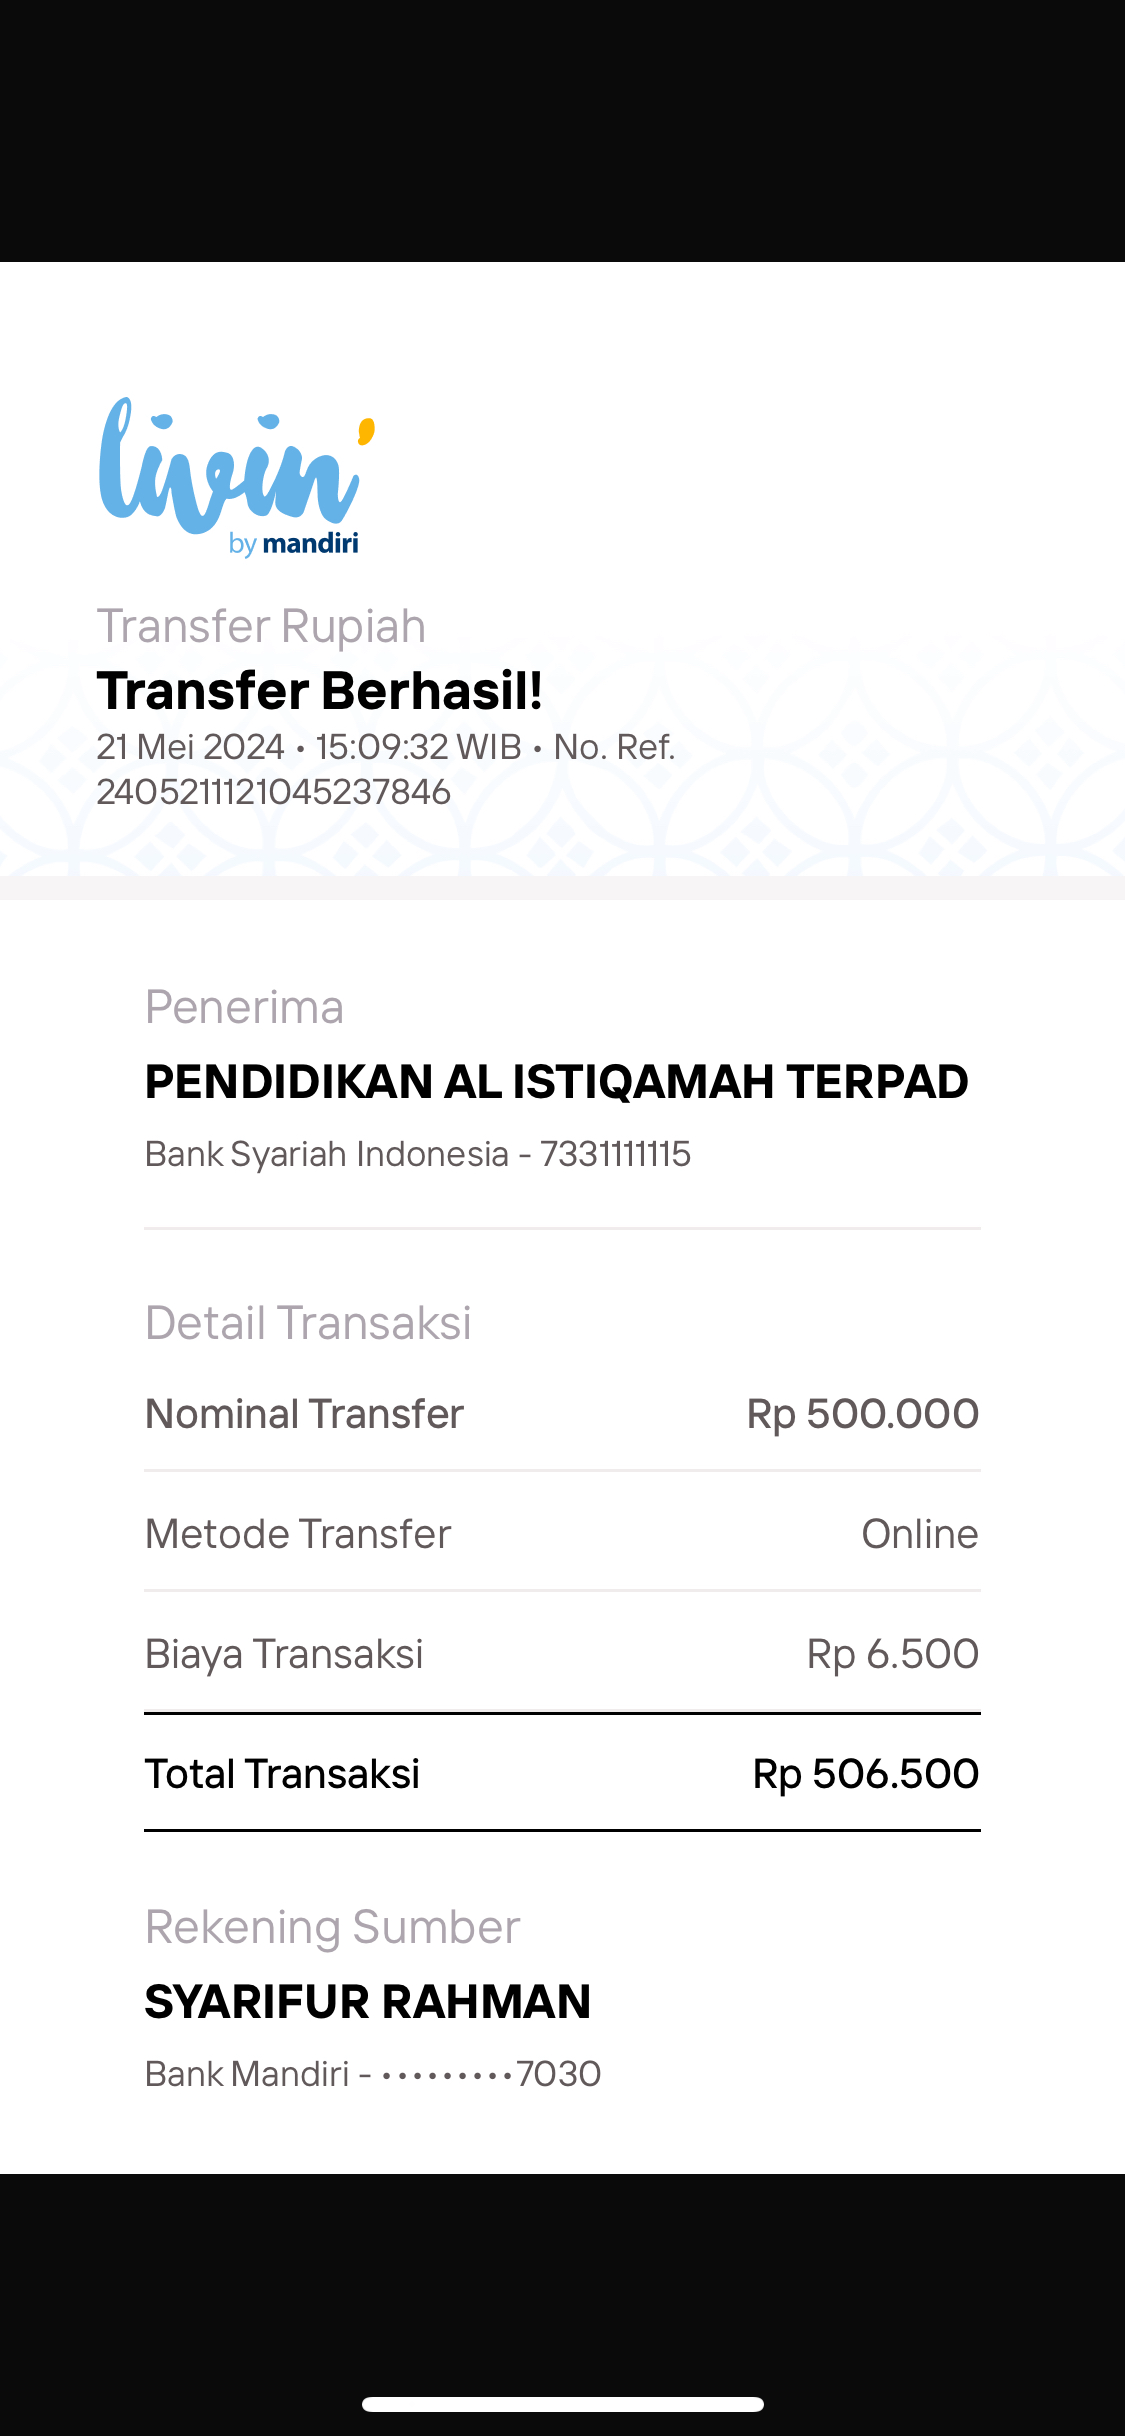 livin'
by mandiri
Transfer Rupiah
Transfer Berhasil!
21 Mei 2024 • 15:09:32 WIB • No. Ref.
2405211121045237846
Penerima
PENDIDIKAN AL ISTIQAMAH TERPAD
Bank Syariah Indonesia - 7331111115
Detail Transaksi
Nominal Transfer Rp 500.000
Metode Transfer Online
Biaya Transaksi Rp 6.500
Total Transaksi Rp 506.500
Rekening Sumber
SYARIFUR RAHMAN
Bank Mandiri - •••••••••7030